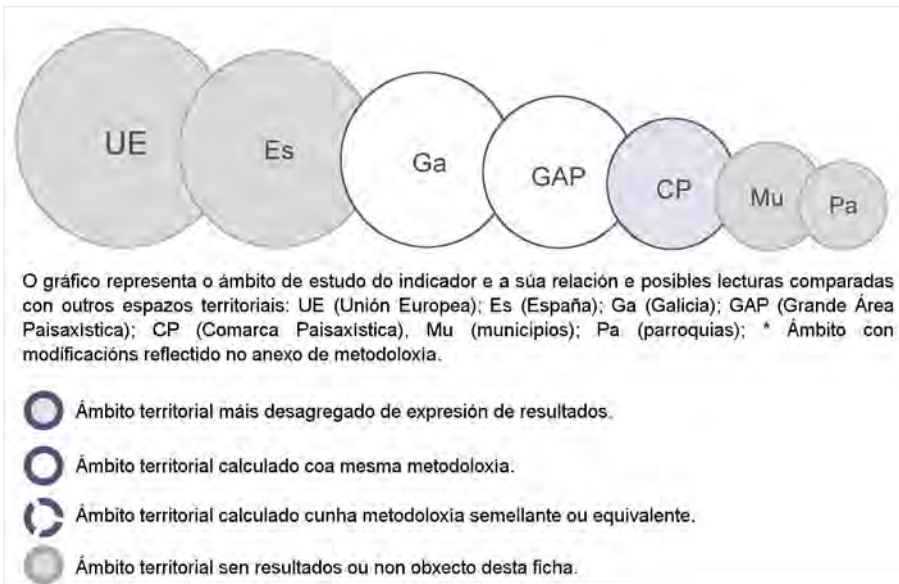 UE Es Ga GAP CP Mu Pa
O gráfico representa o ámbito de estudo do indicador e a súa relación e posibles lecturas comparadas
con outros espazos territoriais: UE (Unión Europea); Es (España); Ga (Galicia); GAP (Grande Área
Paisaxística); CP (Comarca Paisaxística), Mu (municipios); Pa (parroquias); * Ámbito con
modificacións reflectido no anexo de metodoloxía.
Ámbito territorial máis desagregado de expresión de resultados.
Ámbito territorial calculado coa mesma metodoloxía.
Ámbito territorial calculado cunha metodoloxía semellante ou equivalente.
Ámbito territorial sen resultados ou non obxecto desta ficha.